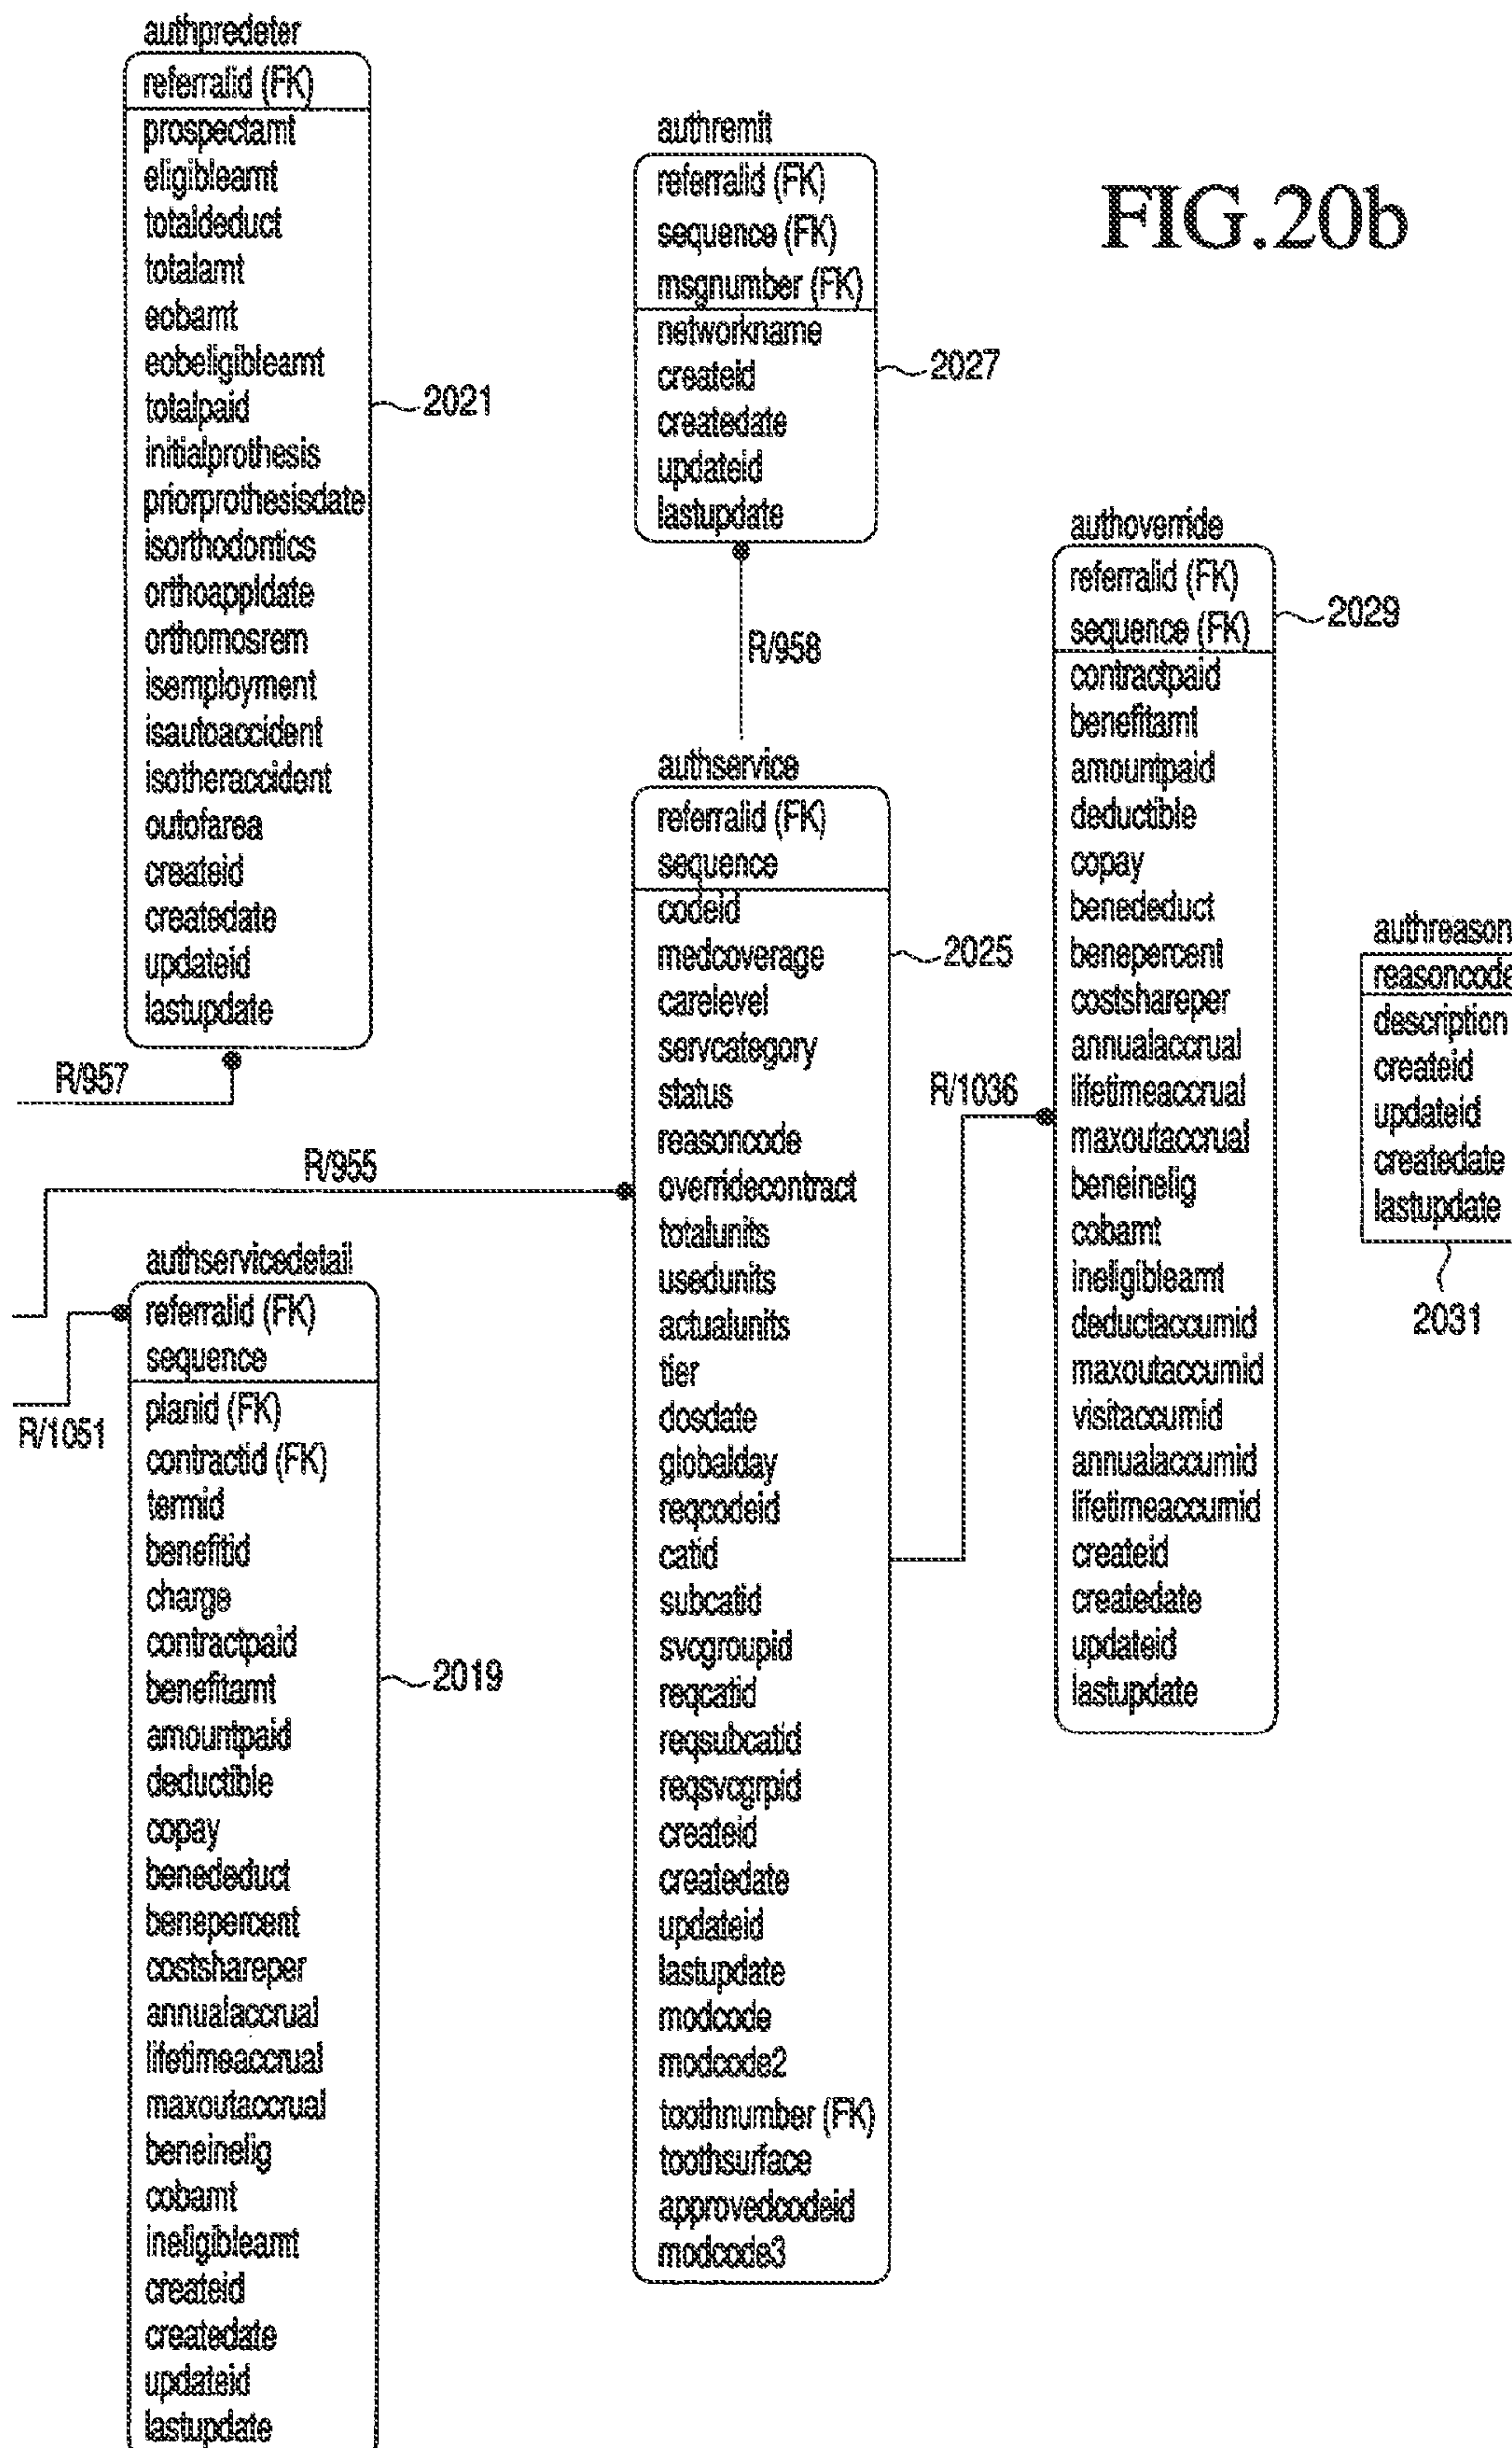 authpredeter
referralid (FK)
prospectamt
eligibleamt
totaldeduct
totalamt
eobamt
eobeligibleamt
totalpaid
initialprothesis
priorprothesisdate
isorthodontics
orthoappldate
orthomosrem
isemployment
isautoaccident
isotheraccident
outofarea
createid
createdate
updateid
lastupdate
2021
R/957
R/955
authservicedetail
referralid (FK)
sequence
planid (FK)
contractid (FK)
termid
benefitid
charge
contractpaid
benefitamt
amountpaid
deductible
copay
benededuct
benepercent
costshareper
annualaccrual
lifetimeaccrual
maxoutaccrual
beneinelig
cobamt
ineligibleamt
createid
createdate
updateid
lastupdate
R/1051
2019
authremit
referralid (FK)
sequence (FK)
msgnumber (FK)
networkname
createid
createdate
updateid
lastupdate
2027
R/958
authservice
referralid (FK)
sequence
codeid
medcoverage
carelevel
servcategory
status
reasoncode
overridecontract
totalunits
usedunits
actualunits
tier
dosdate
globalday
reqcodeid
catid
subcatid
svcgroupid
reqcatid
reqsubcatid
reqsvcgrpid
createid
createdate
updateid
lastupdate
modcode
modcode2
toothnumber (FK)
toothsurface
approvedcodeid
modcode3
2025
R/1036
FIG.20b
authoverride
referralid (FK)
sequence (FK)
contractpaid
benefitamt
amountpaid
deductible
copay
benededuct
benepercent
costshareper
annualaccrual
lifetimeaccrual
maxoutaccrual
beneinelig
cobamt
ineligibleamt
deductaccumid
maxoutaccumid
visitaccumid
annualaccumid
lifetimeaccumid
createid
createdate
updateid
lastupdate
2029
authreason
reasoncode
description
createid
updateid
createdate
lastupdate
2031